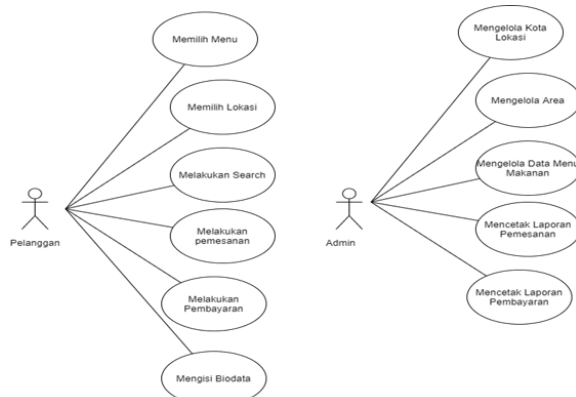 Memilih Menu
Memilih Lokasi
Melakukan Search
Pelanggan
Melakukan
pemesanan
Melakukan
Pembayaran
Mengisi Biodata
Mengelola Kota
Lokasi
Mengelola Area
Mengelola Data Menu
Makanan
Admin
Mencetak Laporan
Pemesanan
Mencetak Laporan
Pembayaran